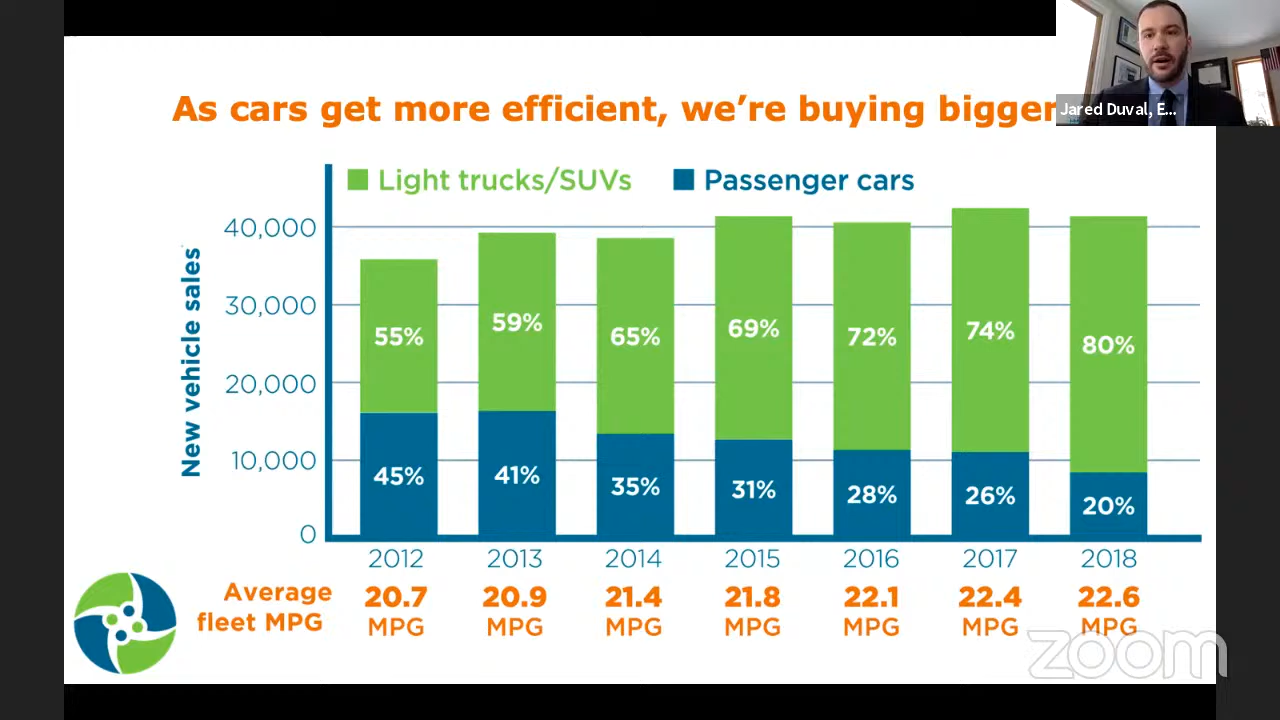 As cars get more efficient, we're buying bigger
Jared Duval, E...
Light trucks/SUVs Passenger cars
New vehicle sales
40,000
30,000
20,000
10,000
0
55% 59% 65% 69% 72% 74% 80%
45% 41% 35% 31% 28% 26% 20%
2012 2013 2014 2015 2016 2017 2018
Average fleet MPG
20.7 MPG 20.9 MPG 21.4 MPG 21.8 MPG 22.1 MPG 22.4 MPG 22.6 MPG
zoom